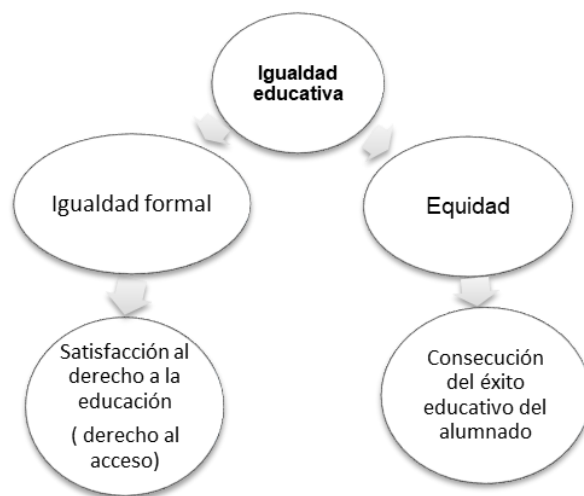 Igualdad
educativa
Igualdad formal
Equidad
Satisfacción al
derecho a la
educación
( derecho al
acceso)
Consecución
del éxito
educativo del
alumnado